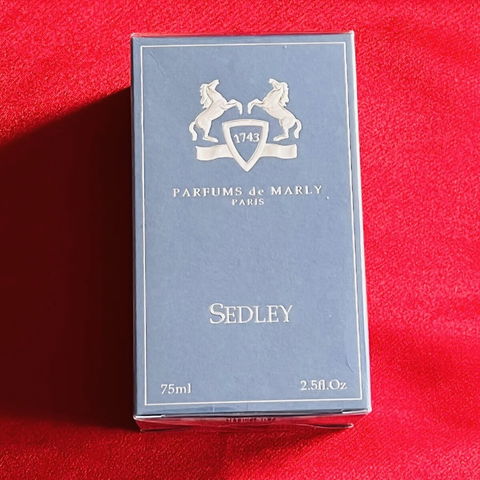 1743
PARFUMS de MARLY
PARIS
SEDLEY
75ml 2.5fl.Oz